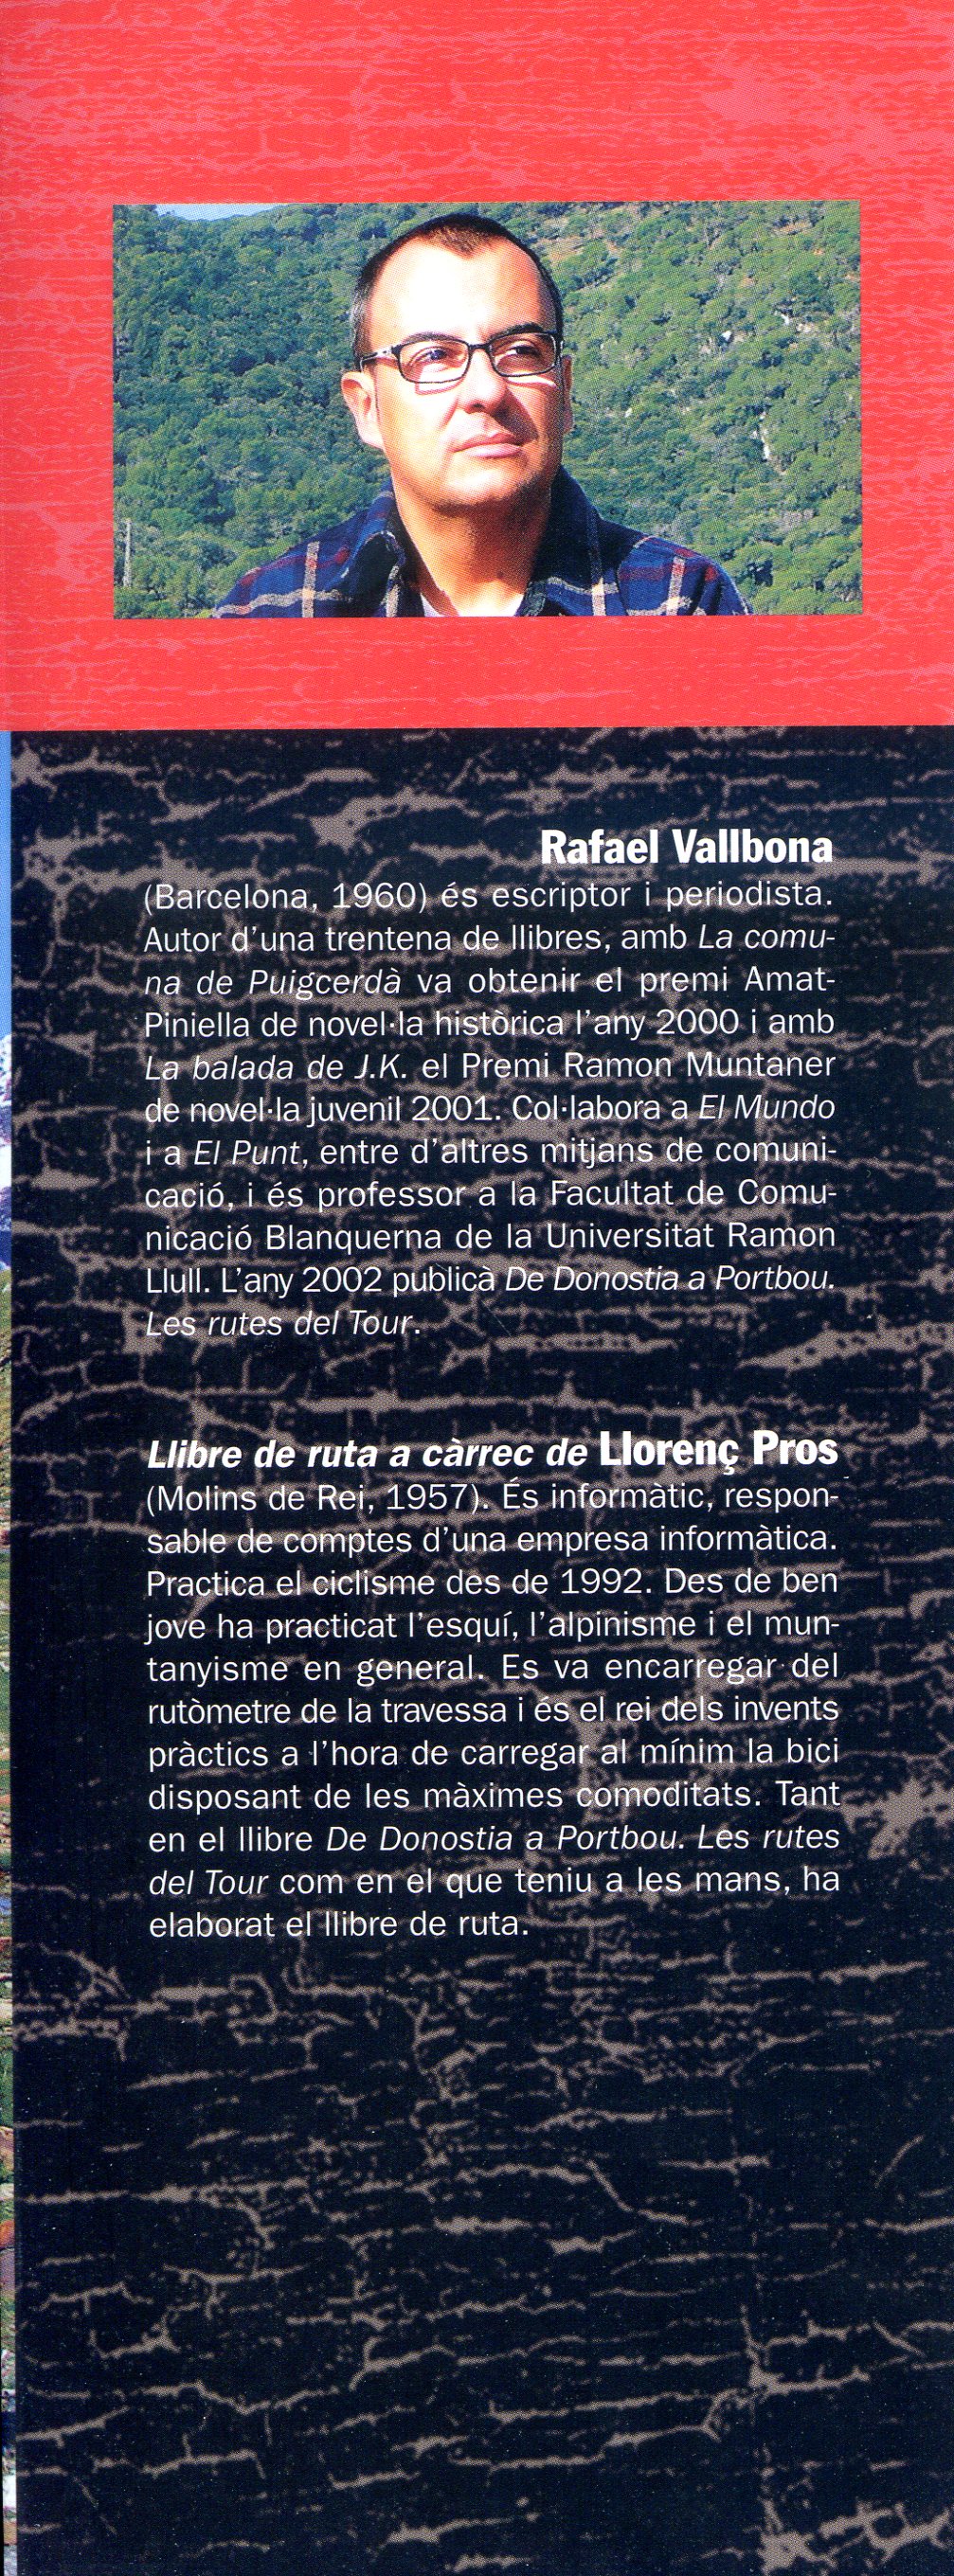 Rafael Vallbona
(Barcelona, 1960) és escriptor i periodista.
Autor d'una trentena de llibres, amb La comu-
na de Puigcerdà va obtenir el premi Amat-
Piniella de novel·la històrica l'any 2000 i amb
La balada de J.K. el Premi Ramon Muntaner
de novel·la juvenil 2001. Col·labora a El Mundo
i a El Punt, entre d'altres mitjans de comuni-
cació, i és professor a la Facultat de Comu-
nicació Blanquerna de la Universitat Ramon
Llull. L'any 2002 publicà De Donostia a Portbou.
Les rutes del Tour.
Llibre de ruta a càrrec de Llorenç Pros
(Molins de Rei, 1957). És informàtic, respon-
sable de comptes d'una empresa informàtica.
Practica el ciclisme des de 1992. Des de ben
jove ha practicat l'esquí, l'alpinisme i el mun-
tanyisme en general. Es va encarregar del
rutòmetre de la travessa i és el rei dels invents
pràctics a l'hora de carregar al mínim la bici
disposant de les màximes comoditats. Tant
en el llibre De Donostia a Portbou. Les rutes
del Tour com en el que teniu a les mans, ha
elaborat el llibre de ruta.